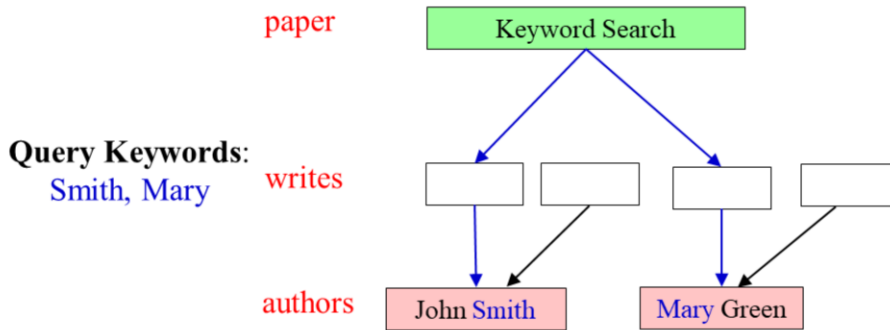 paper
Keyword Search
Query Keywords:
Smith, Mary
writes
authors
John Smith
Mary Green